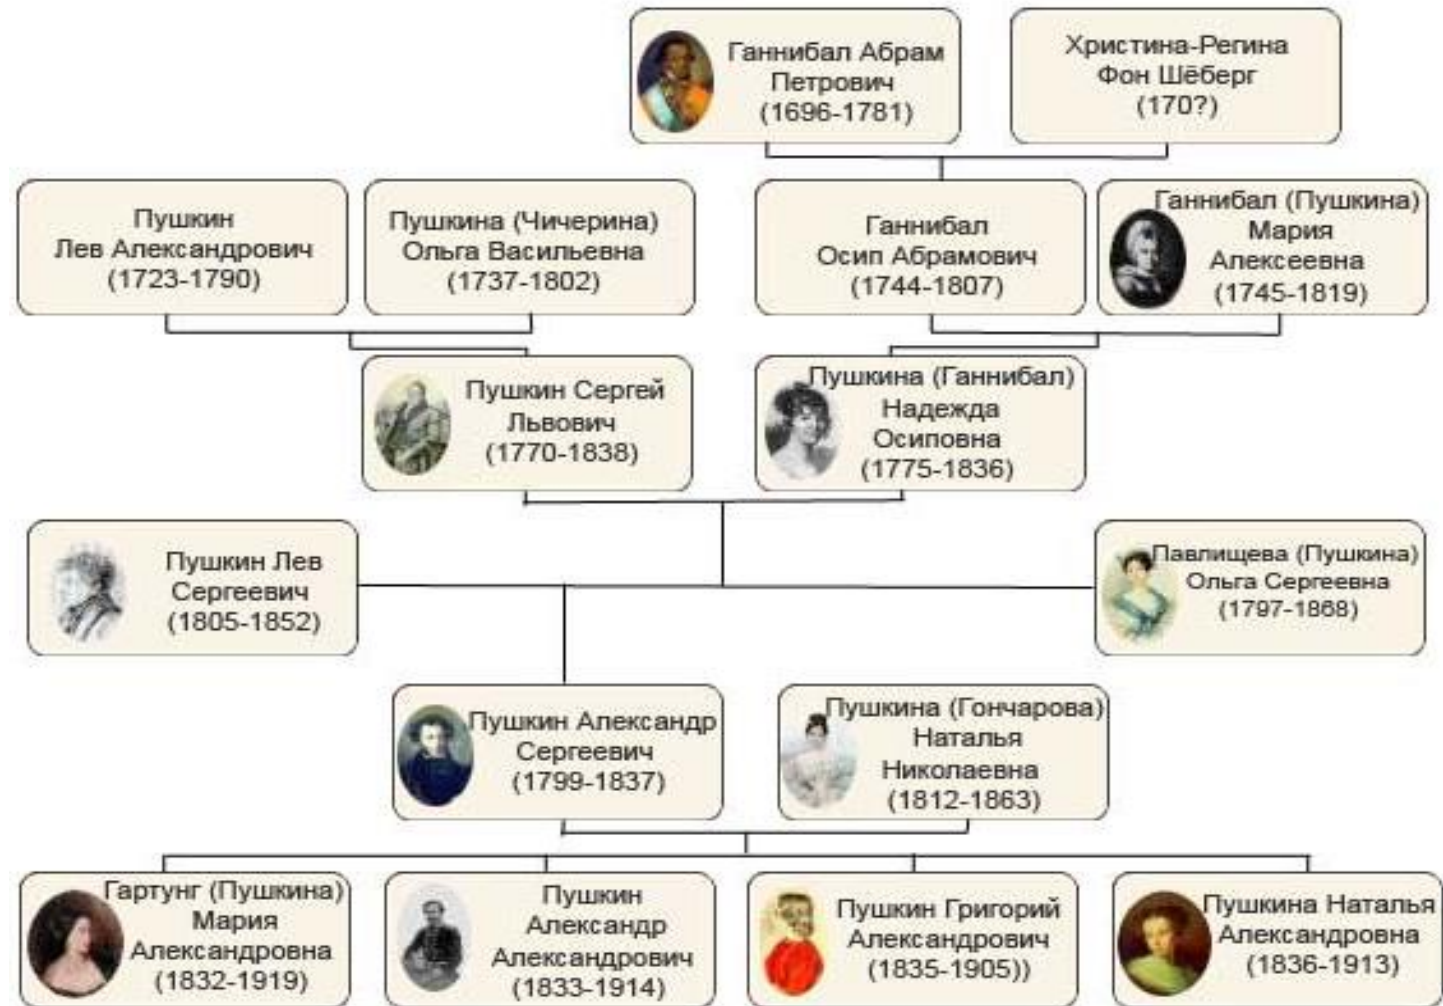 Ганнибал Абрам
Петрович
(1696-1781)
Христина-Регина
Фон Шёберг
(170?)
Пушкин
Лев Александрович
(1723-1790)
Пушкина (Чичерина)
Ольга Васильевна
(1737-1802)
Ганнибал
Осип Абрамович
(1744-1807)
Ганнибал (Пушкина)
Мария
Алексеевна
(1745-1819)
Пушкин Сергей
Львович
(1770-1838)
Пушкина (Ганнибал)
Надежда
Осиповна
(1775-1836)
Пушкин Лев
Сергеевич
(1805-1852)
Павлищева (Пушкина)
Ольга Сергеевна
(1797-1868)
Пушкин Александр
Сергеевич
(1799-1837)
Пушкина (Гончарова)
Наталья
Николаевна
(1812-1863)
Гартунг (Пушкина)
Мария
Александровна
(1832-1919)
Пушкин
Александр
Александрович
(1833-1914)
Пушкин Григорий
Александрович
(1835-1905))
Пушкина Наталья
Александровна
(1836-1913)